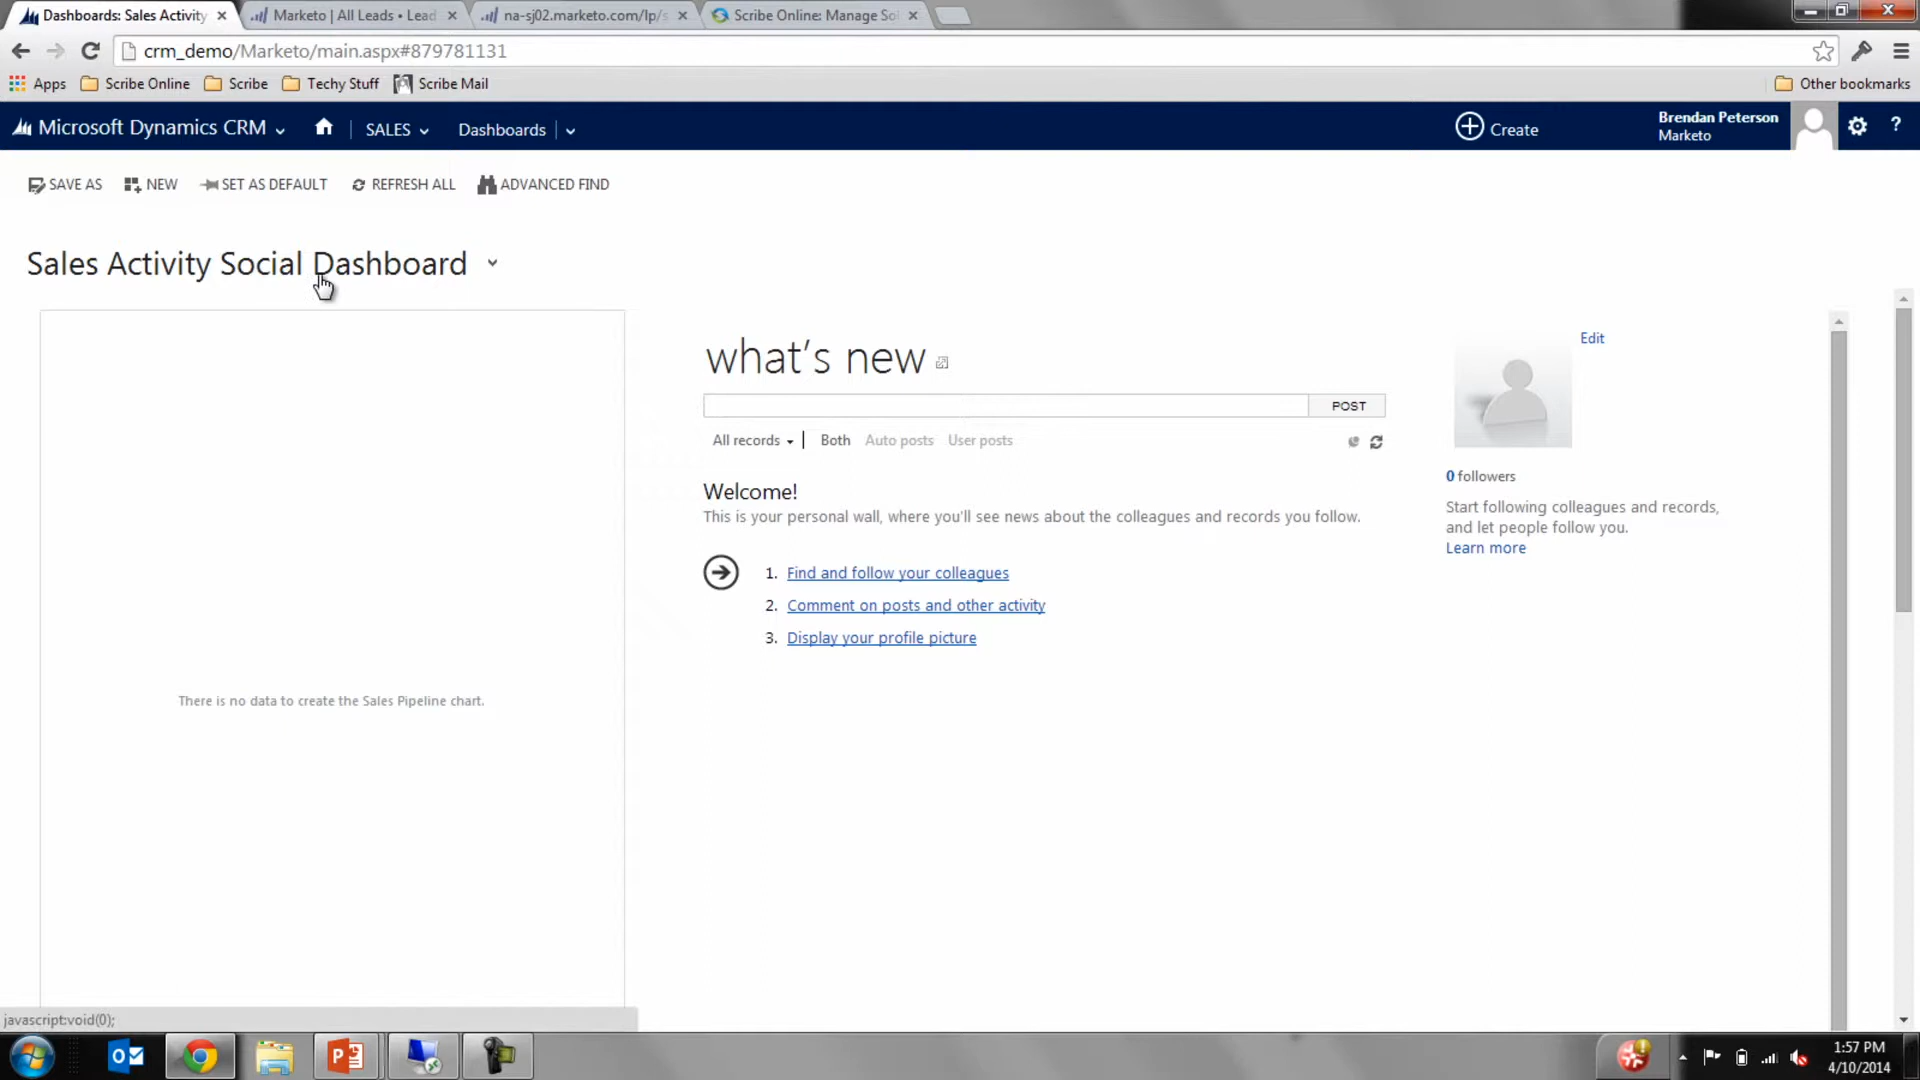 Dashboards: Sales Activity
Marketo | All Leads • Lead
na-sj02.marketo.com/lp/s
Scribe Online: Manage Sol
crm_demo/Marketo/main.aspx#879781131
Apps Scribe Online Scribe Techy Stuff Scribe Mail Other bookmarks
Microsoft Dynamics CRM SALES Dashboards Create Brendan Peterson
Marketo
?
SAVE AS NEW SET AS DEFAULT REFRESH ALL ADVANCED FIND
Sales Activity Social Dashboard
There is no data to create the Sales Pipeline chart.
what's new
POST
All records Both Auto posts User posts
Welcome!
This is your personal wall, where you'll see news about the colleagues and records you follow.
1. Find and follow your colleagues
2. Comment on posts and other activity
3. Display your profile picture
Edit
0 followers
Start following colleagues and records,
and let people follow you.
Learn more
javascript:void(0);
1:57 PM
4/10/2014